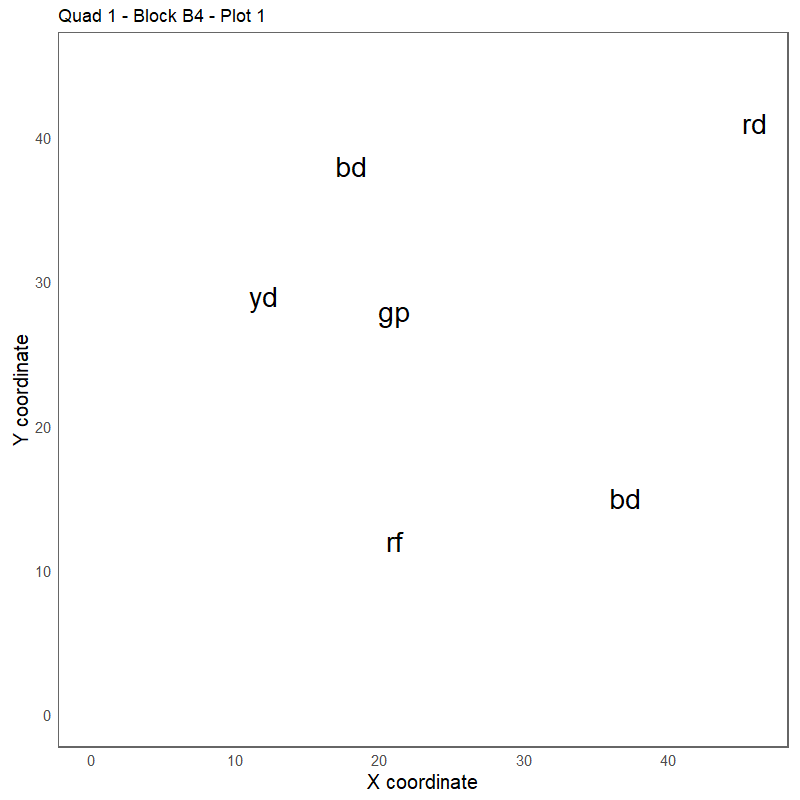 Quad 1 - Block B4 - Plot 1
rd
40
bd
30
yd
gp
Y coordinate
20
bd
rf
10
0
0 10 20 30 40
X coordinate